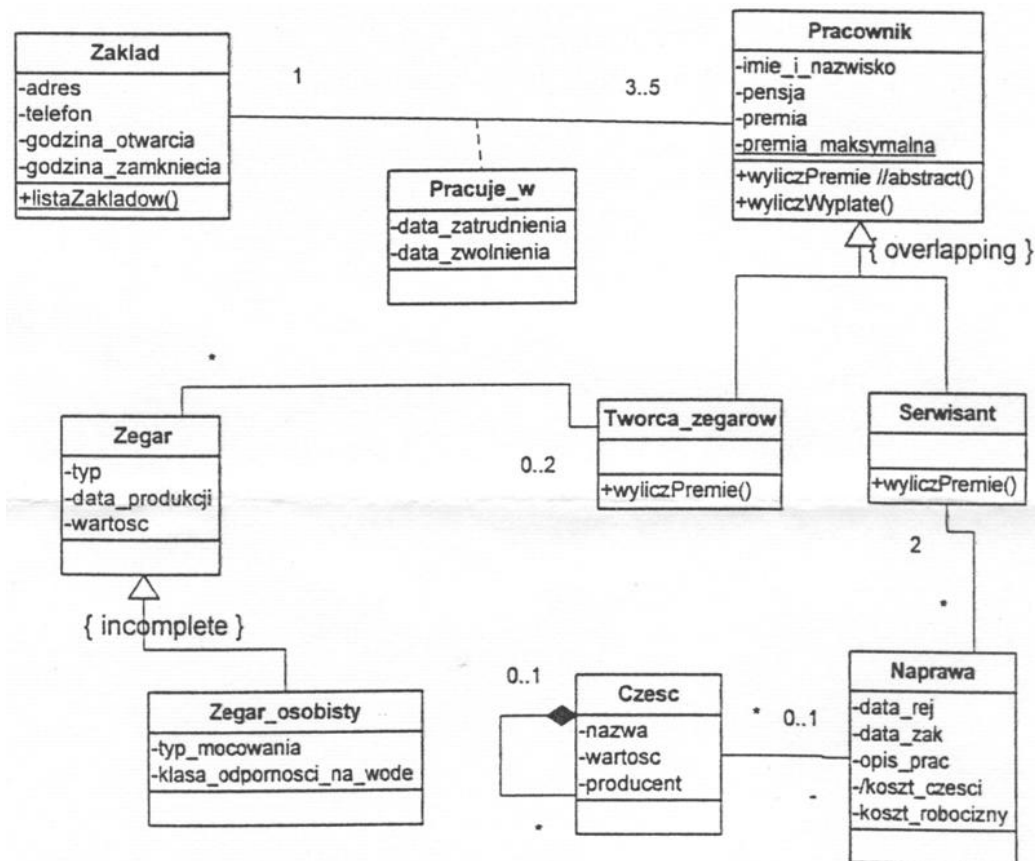 Zaklad
-adres
-telefon
-godzina_otwarcia
-godzina_zamkniecia
+listaZakladow()
1
3..5
Pracownik
-imie_i_nazwisko
-pensja
-premia
-premia_maksymalna
+wyliczPremie //abstract()
+wyliczWyplate()
Pracuje_w
-data_zatrudnienia
-data_zwolnienia
{ overlapping }
*
0..2
Zegar
-typ
-data_produkcji
-wartosc
Tworca_zegarow
+wyliczPremie()
Serwisant
+wyliczPremie()
2
*
{ incomplete }
Zegar_osobisty
-typ_mocowania
-klasa_odpornosci_na_wode
0..1
*
Czesc
-nazwa
-wartosc
-producent
*
0..1
Naprawa
-data_rej
-data_zak
-opis_prac
-/koszt_czesci
-koszt_robocizny